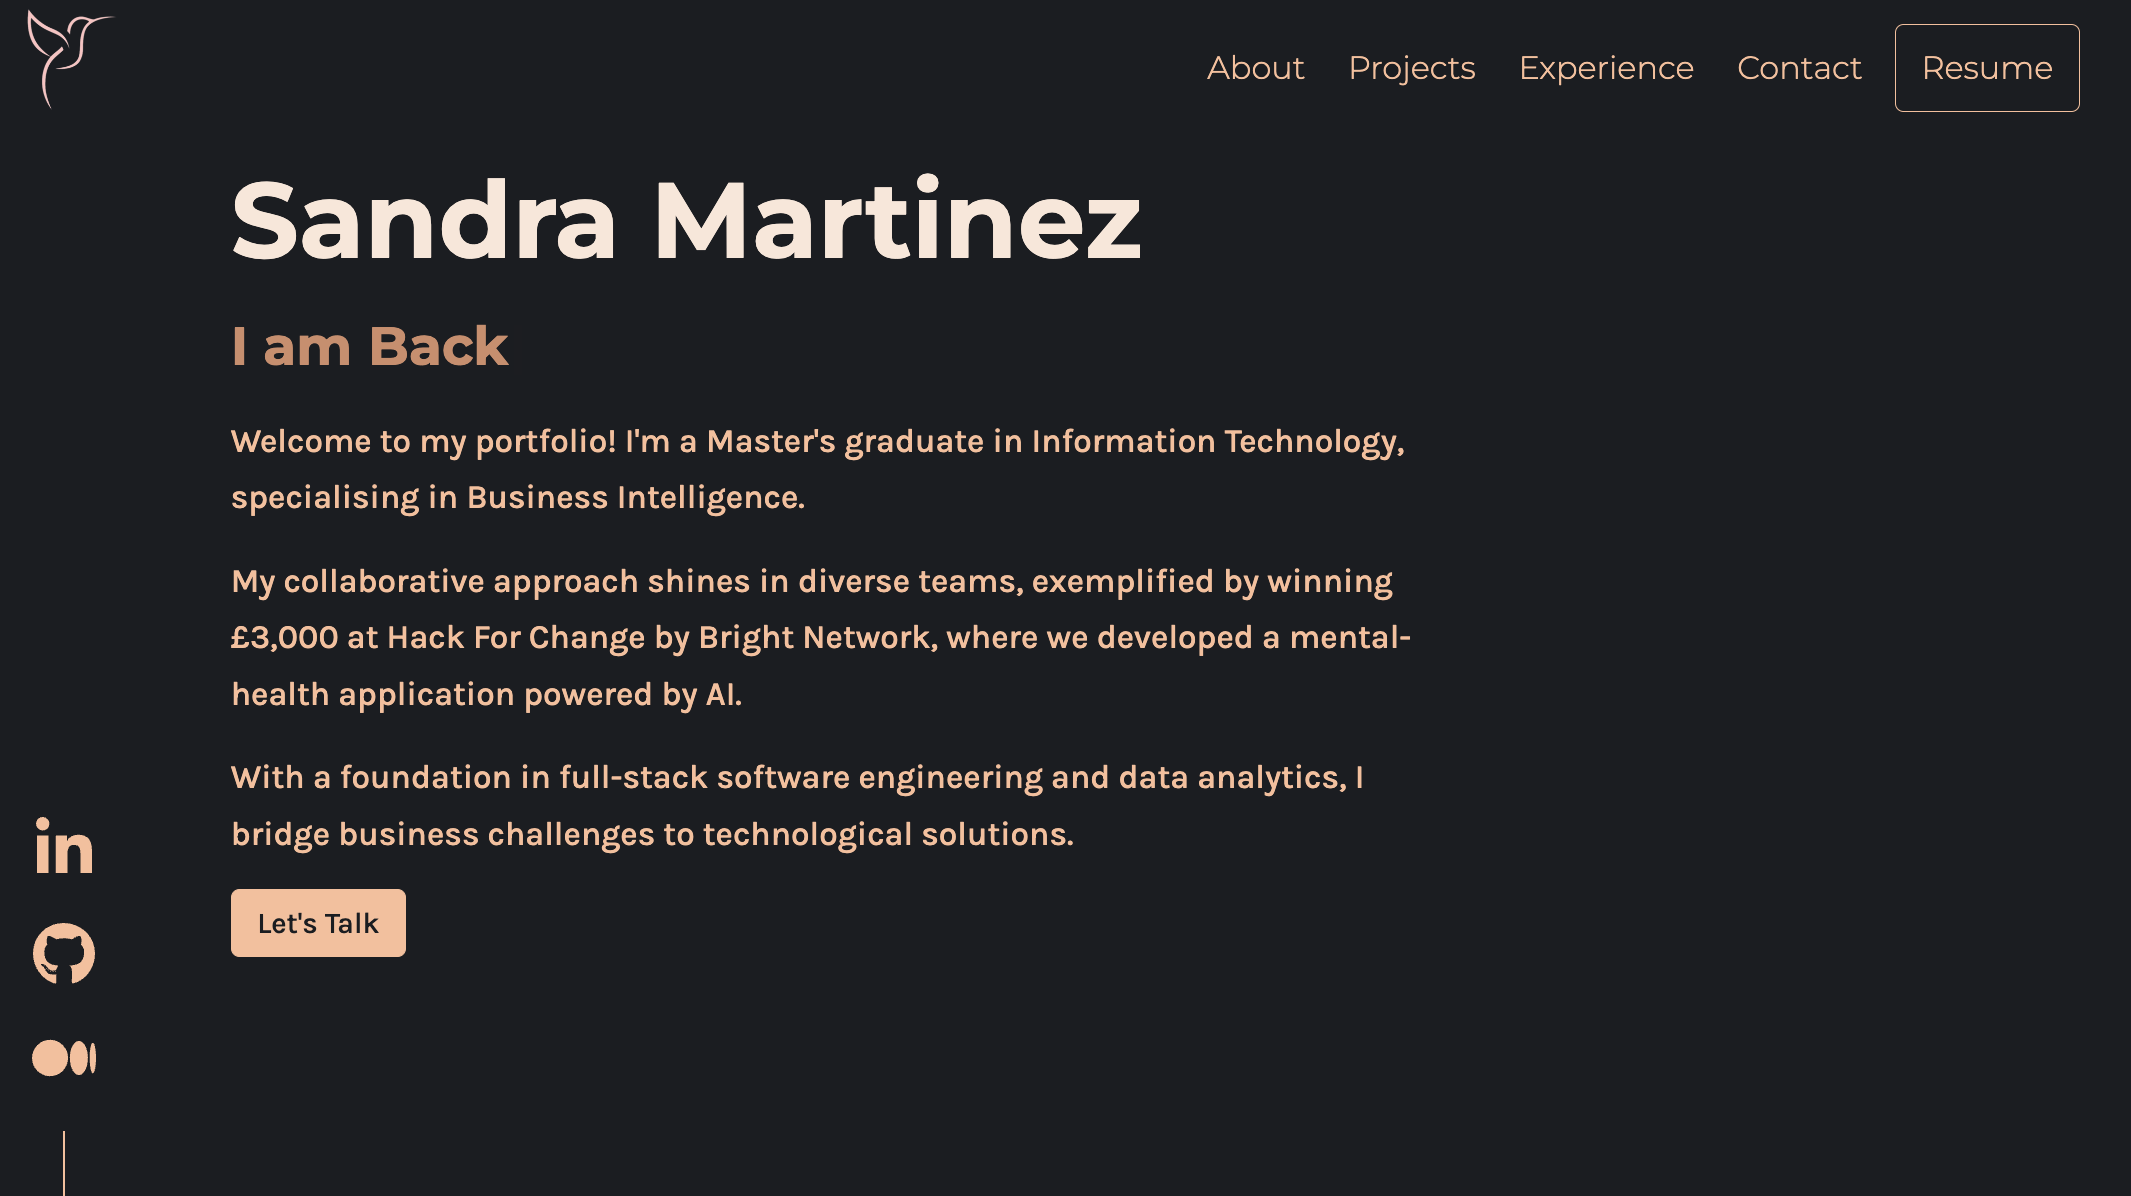 About Projects Experience Contact Resume
Sandra Martinez
I am Back
Welcome to my portfolio! I'm a Master's graduate in Information Technology,
specialising in Business Intelligence.
My collaborative approach shines in diverse teams, exemplified by winning
£3,000 at Hack For Change by Bright Network, where we developed a mental-
health application powered by AI.
With a foundation in full-stack software engineering and data analytics, I
bridge business challenges to technological solutions.
in
Let's Talk